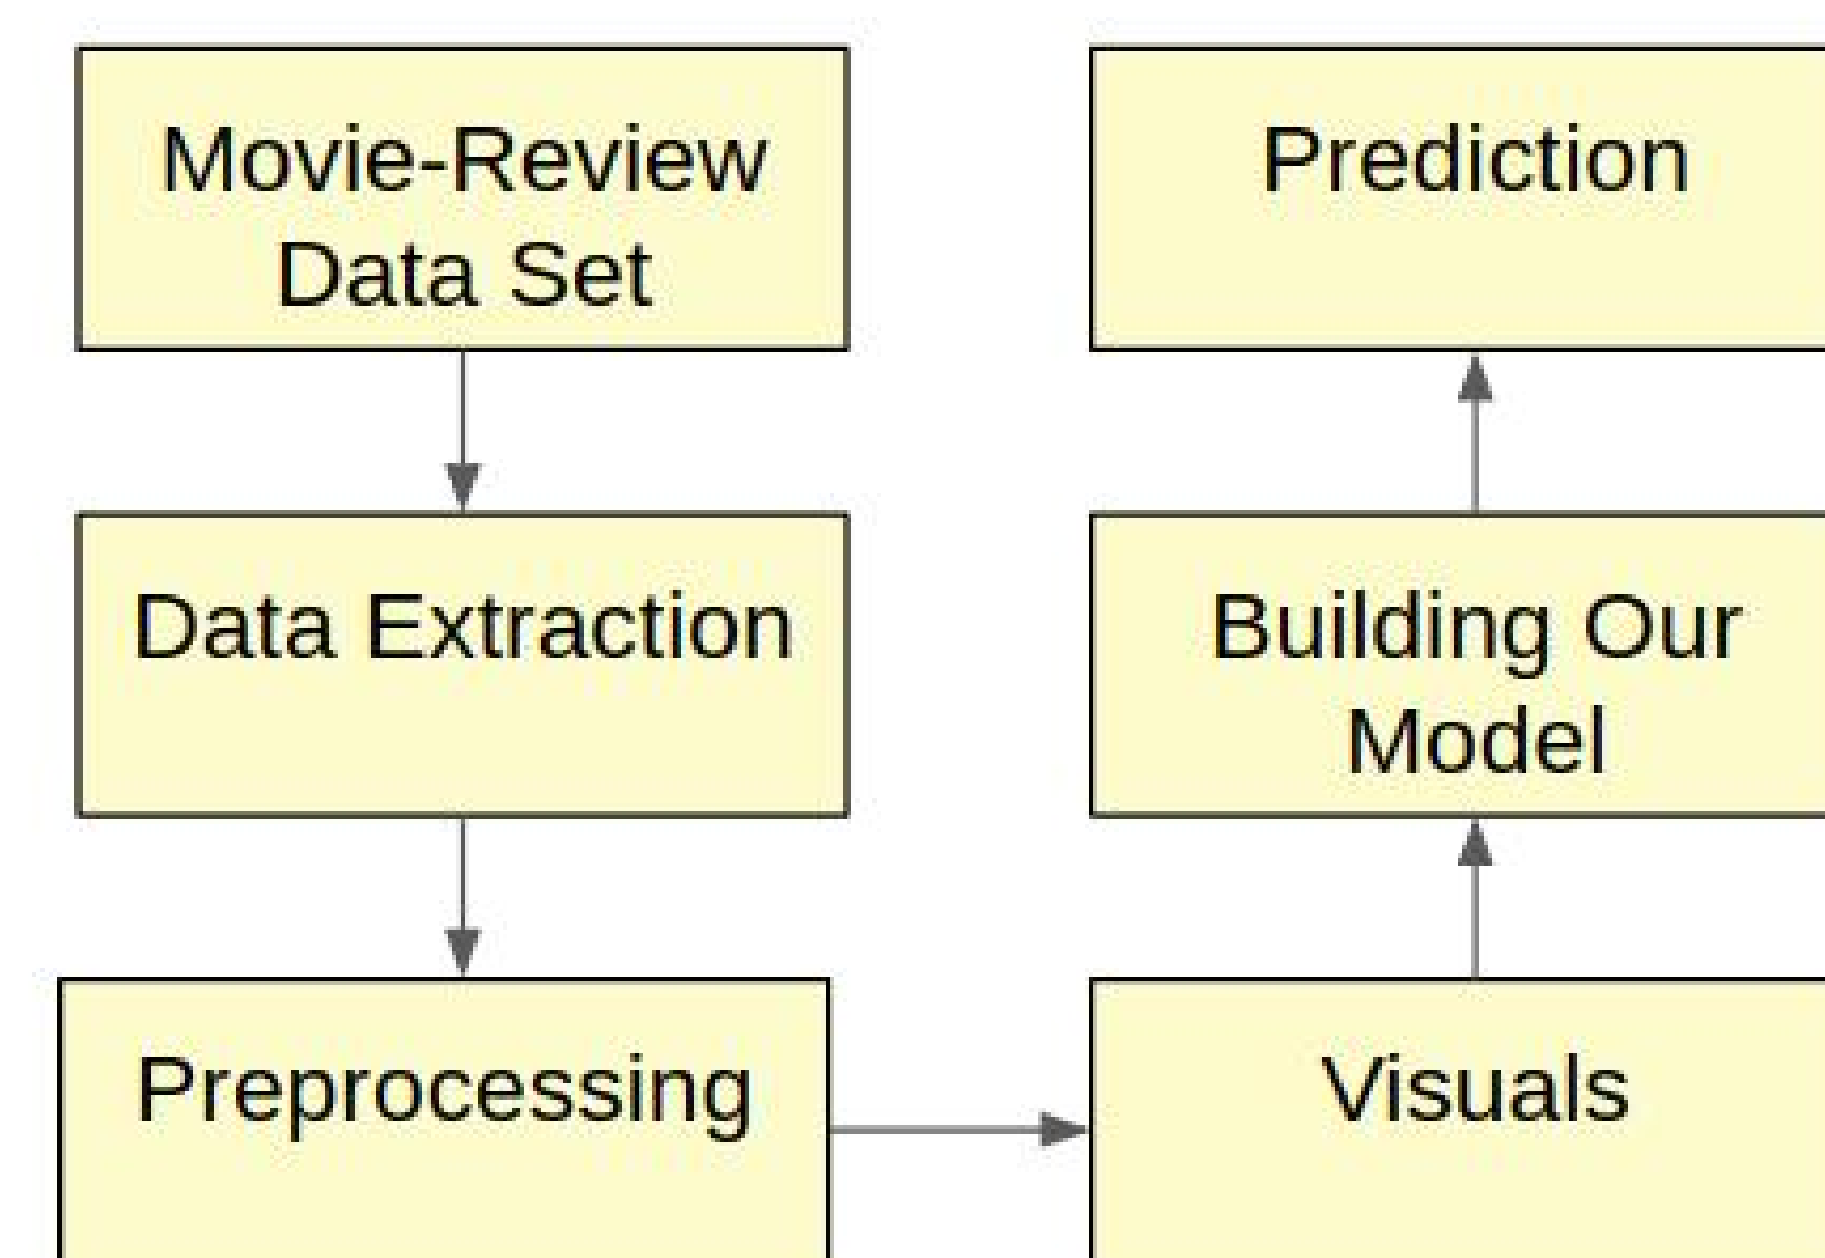 Movie-Review
Data Set
Data Extraction
Preprocessing
Visuals
Building Our
Model
Prediction